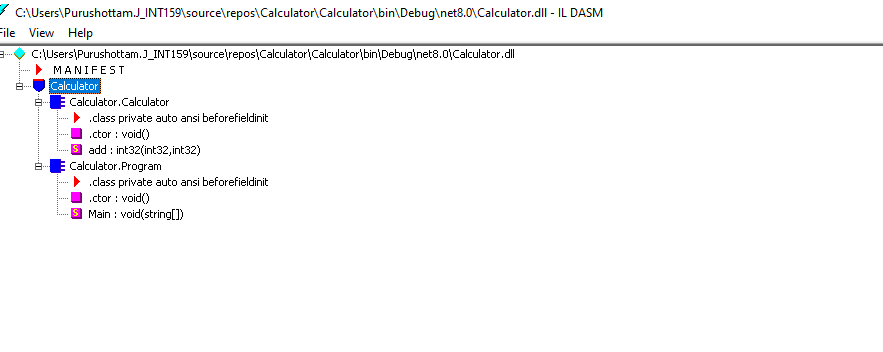 C:\Users\Purushottam.J_INT159\source\repos\Calculator\Calculator\bin\Debug\net8.0\Calculator.dll - IL DASM
File View Help
C:\Users\Purushottam.J_INT159\source\repos\Calculator\Calculator\bin\Debug\net8.0\Calculator.dll
M A N I F E S T
Calculator
Calculator.Calculator
.class private auto ansi beforefieldinit
.ctor : void()
S add : int32(int32,int32)
Calculator.Program
.class private auto ansi beforefieldinit
.ctor : void()
S Main : void(string[])